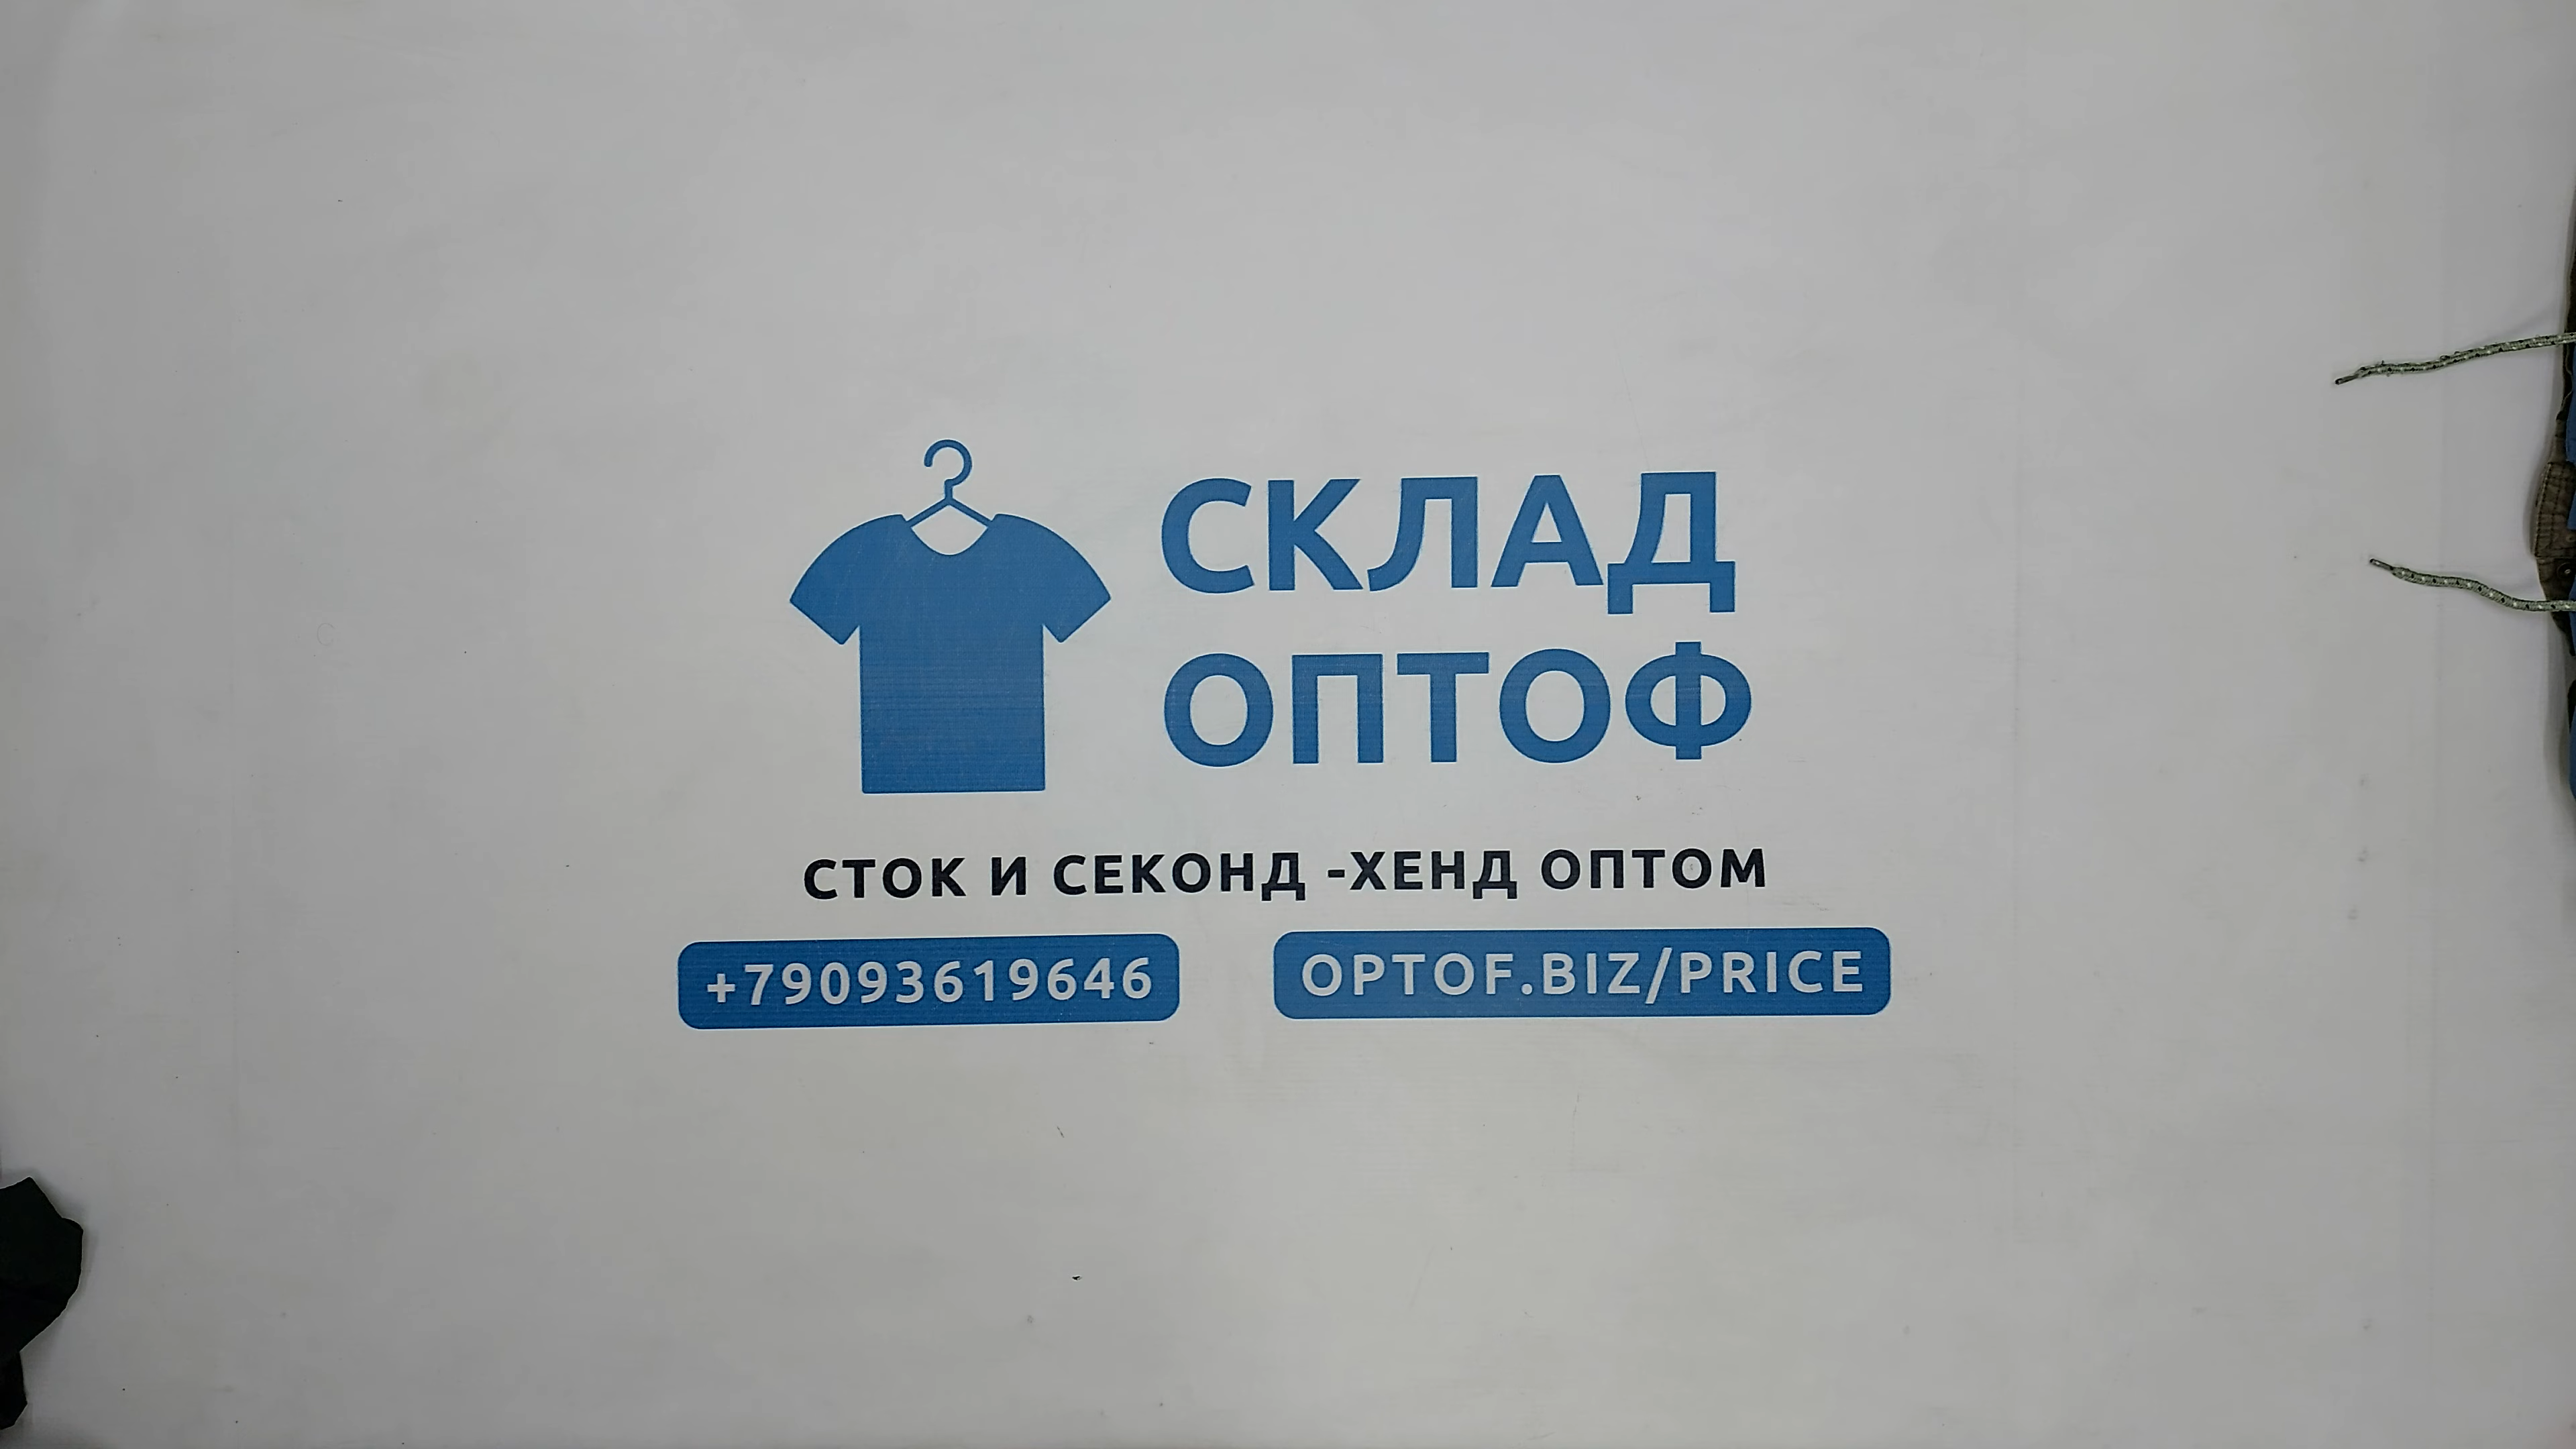 СКЛАД
ОПТОФ
СТОК И СЕКОНД -ХЕНД ОПТОМ
+79093619646
OPTOF.BIZ/PRICE